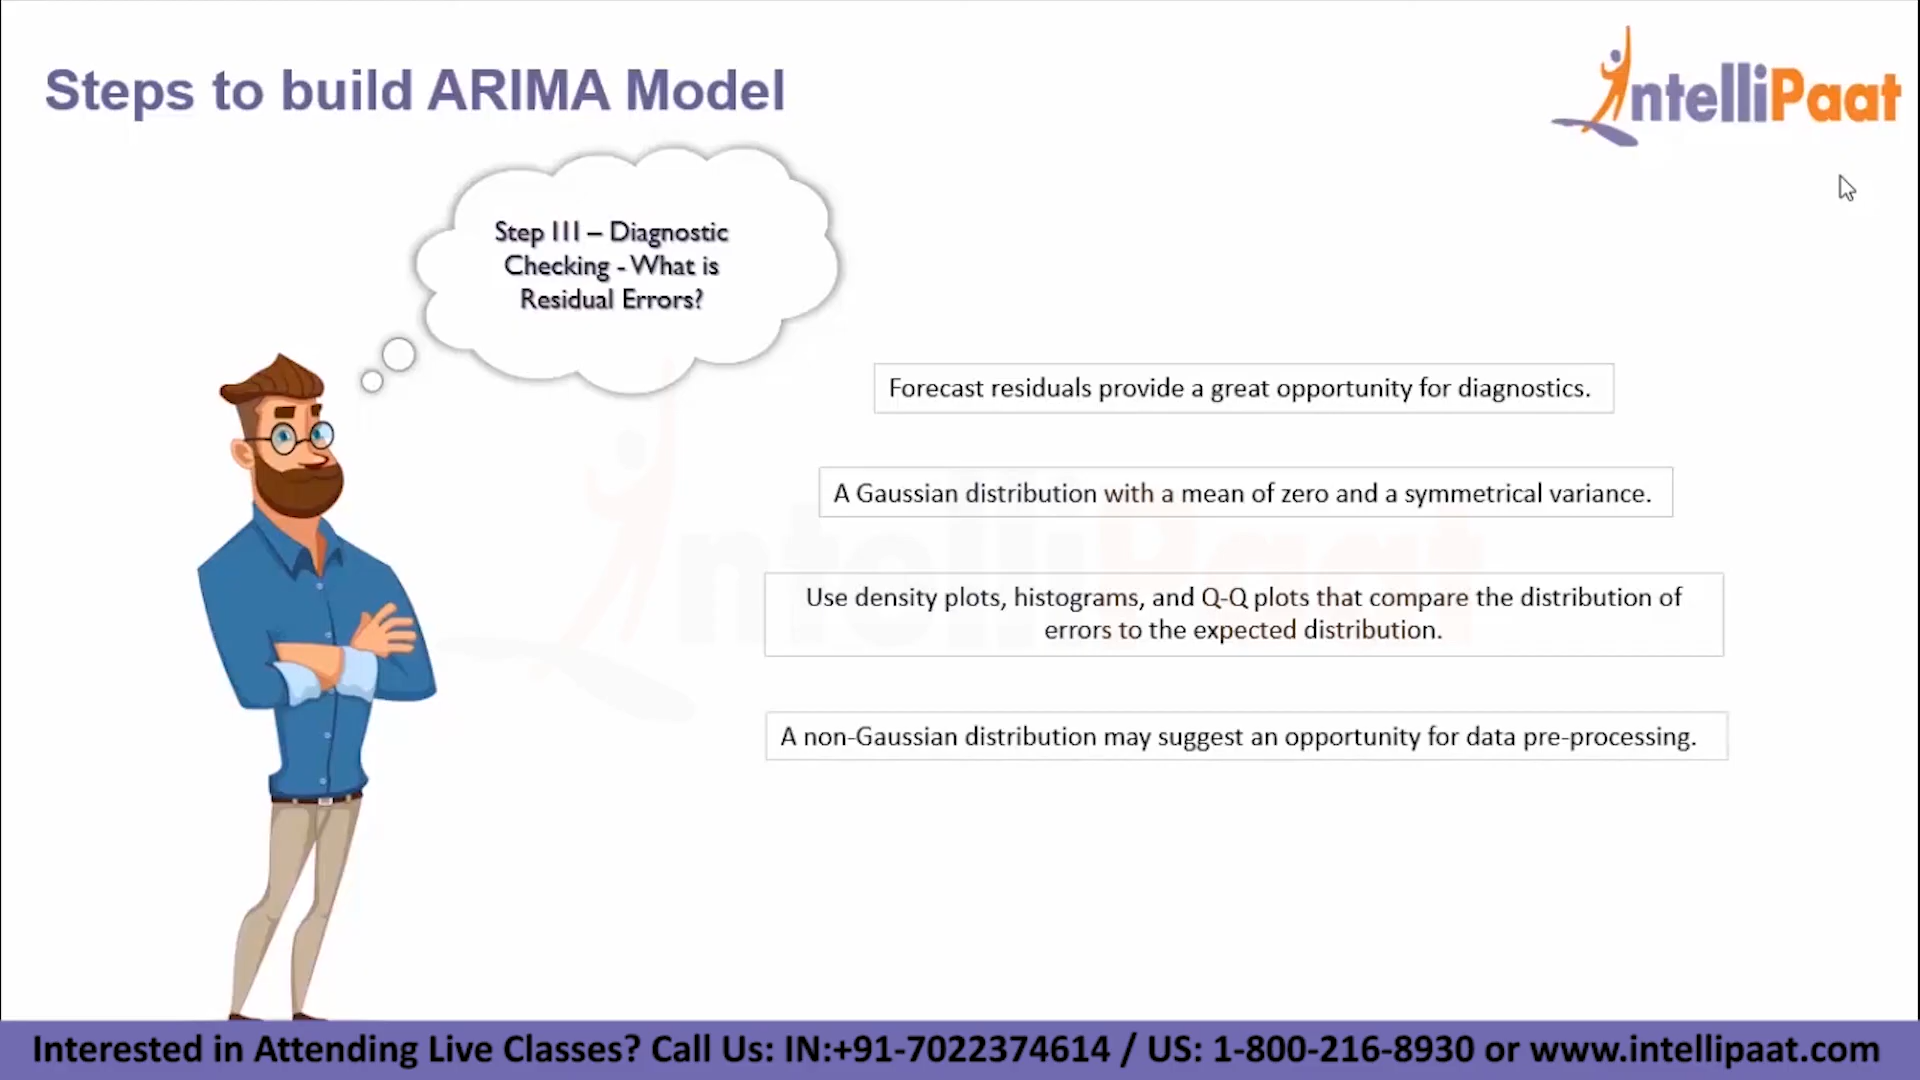 Steps to build ARIMA Model
IntelliPaat
Step III – Diagnostic
Checking - What is
Residual Errors?
Forecast residuals provide a great opportunity for diagnostics.
A Gaussian distribution with a mean of zero and a symmetrical variance.
Use density plots, histograms, and Q-Q plots that compare the distribution of
errors to the expected distribution.
A non-Gaussian distribution may suggest an opportunity for data pre-processing.
IntelliPaat
Interested in Attending Live Classes? Call Us: IN:+91-7022374614 / US: 1-800-216-8930 or www.intellipaat.com